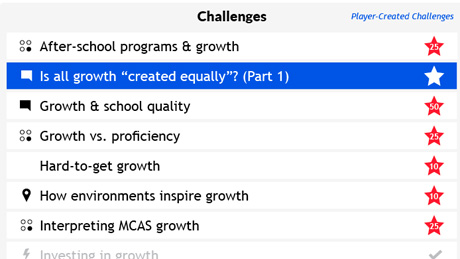 Challenges
Player-Created Challenges
After-school programs & growth
25
Is all growth “created equally”? (Part 1)
Growth & school quality
50
Growth vs. proficiency
25
Hard-to-get growth
10
How environments inspire growth
10
Interpreting MCAS growth
25
Investing in growth